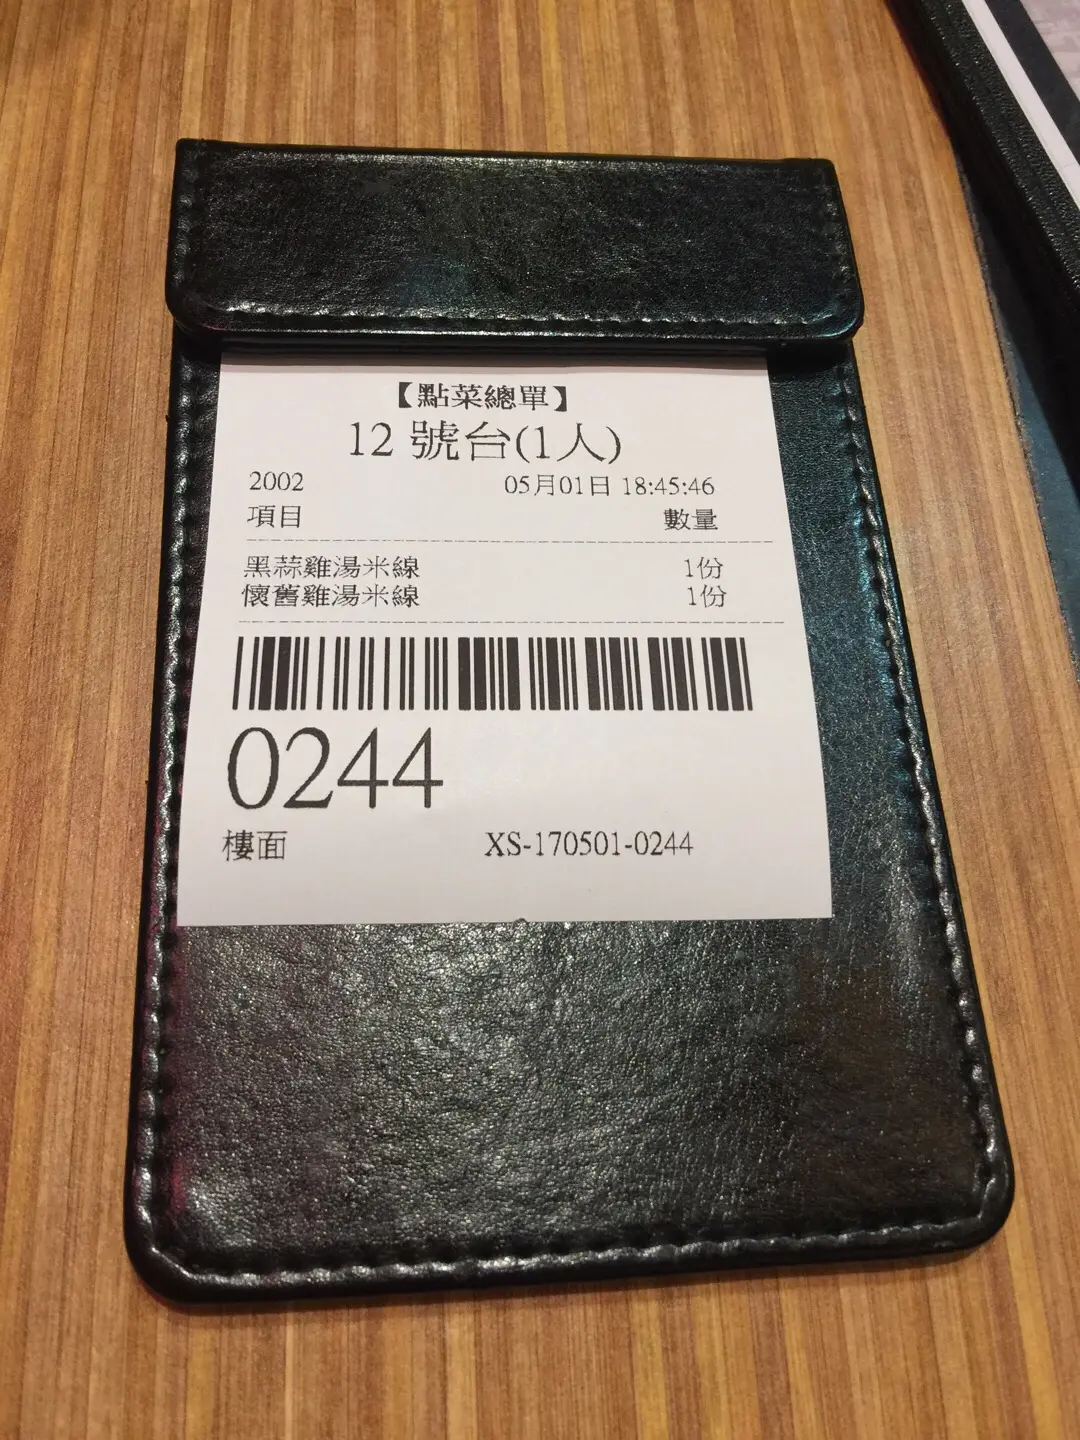 【點菜總單】
12 號台(1人)
2002 05月01日 18:45:46
項目 數量
黑蒜雞湯米線 1份
懷舊雞湯米線 1份
0244
樓面 XS-170501-0244